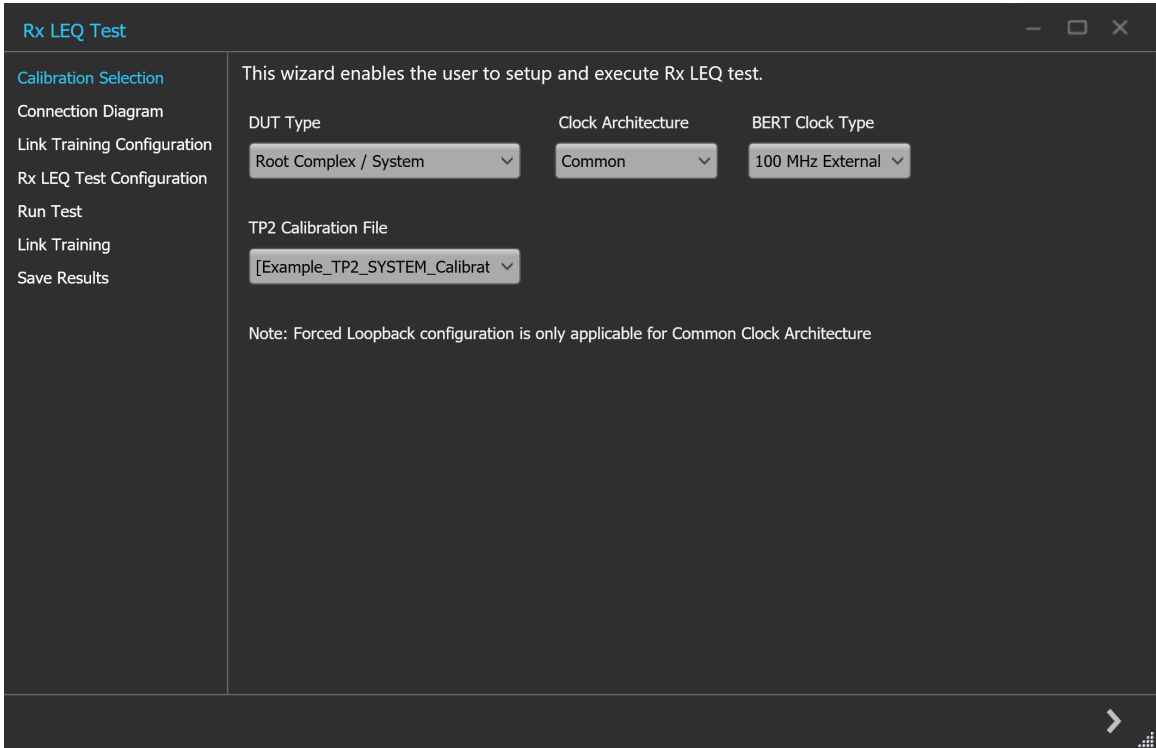 Rx LEQ Test
Calibration Selection
Connection Diagram
Link Training Configuration
Rx LEQ Test Configuration
Run Test
Link Training
Save Results
This wizard enables the user to setup and execute Rx LEQ test.
DUT Type
Clock Architecture
BERT Clock Type
Root Complex / System
Common
100 MHz External
TP2 Calibration File
[Example_TP2_SYSTEM_Calibrat
Note: Forced Loopback configuration is only applicable for Common Clock Architecture